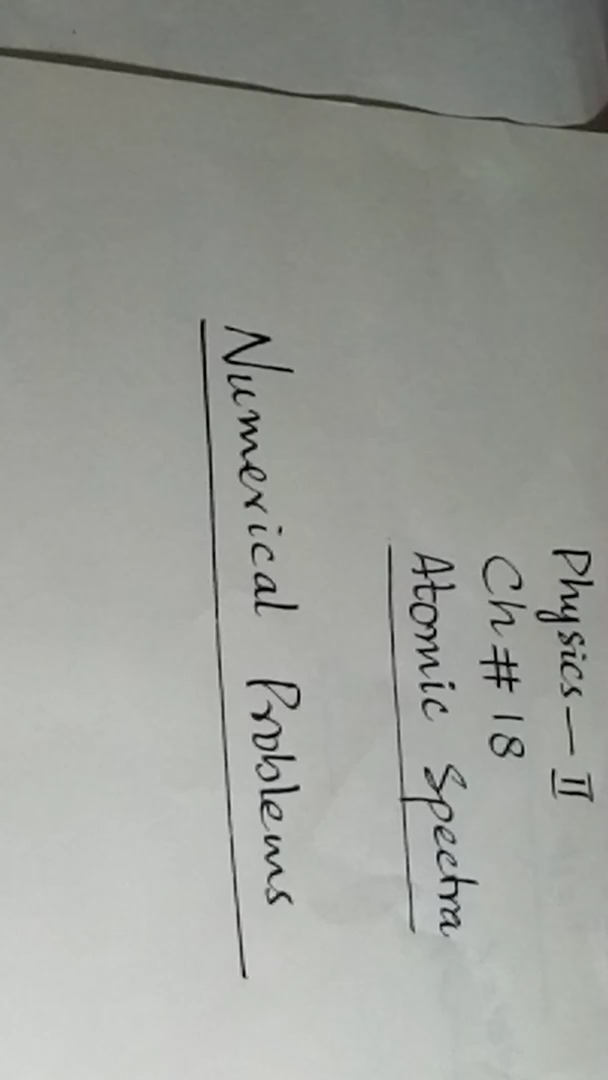 Physics — II
Ch # 18
Atomic Spectra
Numerical Problems